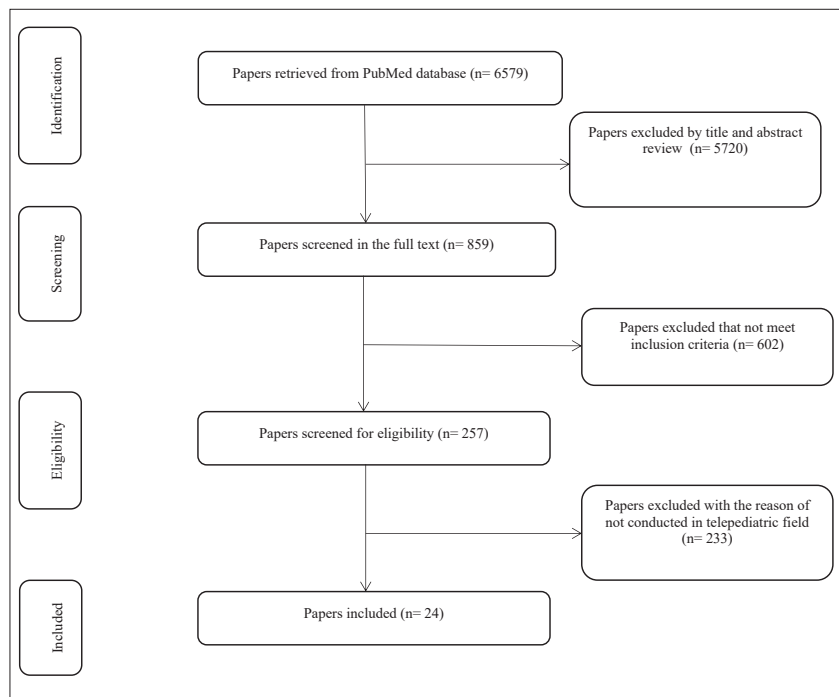 Identification
Papers retrieved from PubMed database (n= 6579)
Papers excluded by title and abstract
review (n= 5720)
Screening
Papers screened in the full text (n= 859)
Papers excluded that not meet
inclusion criteria (n= 602)
Eligibility
Papers screened for eligibility (n= 257)
Papers excluded with the reason of
not conducted in telepediatric field
(n= 233)
Included
Papers included (n= 24)